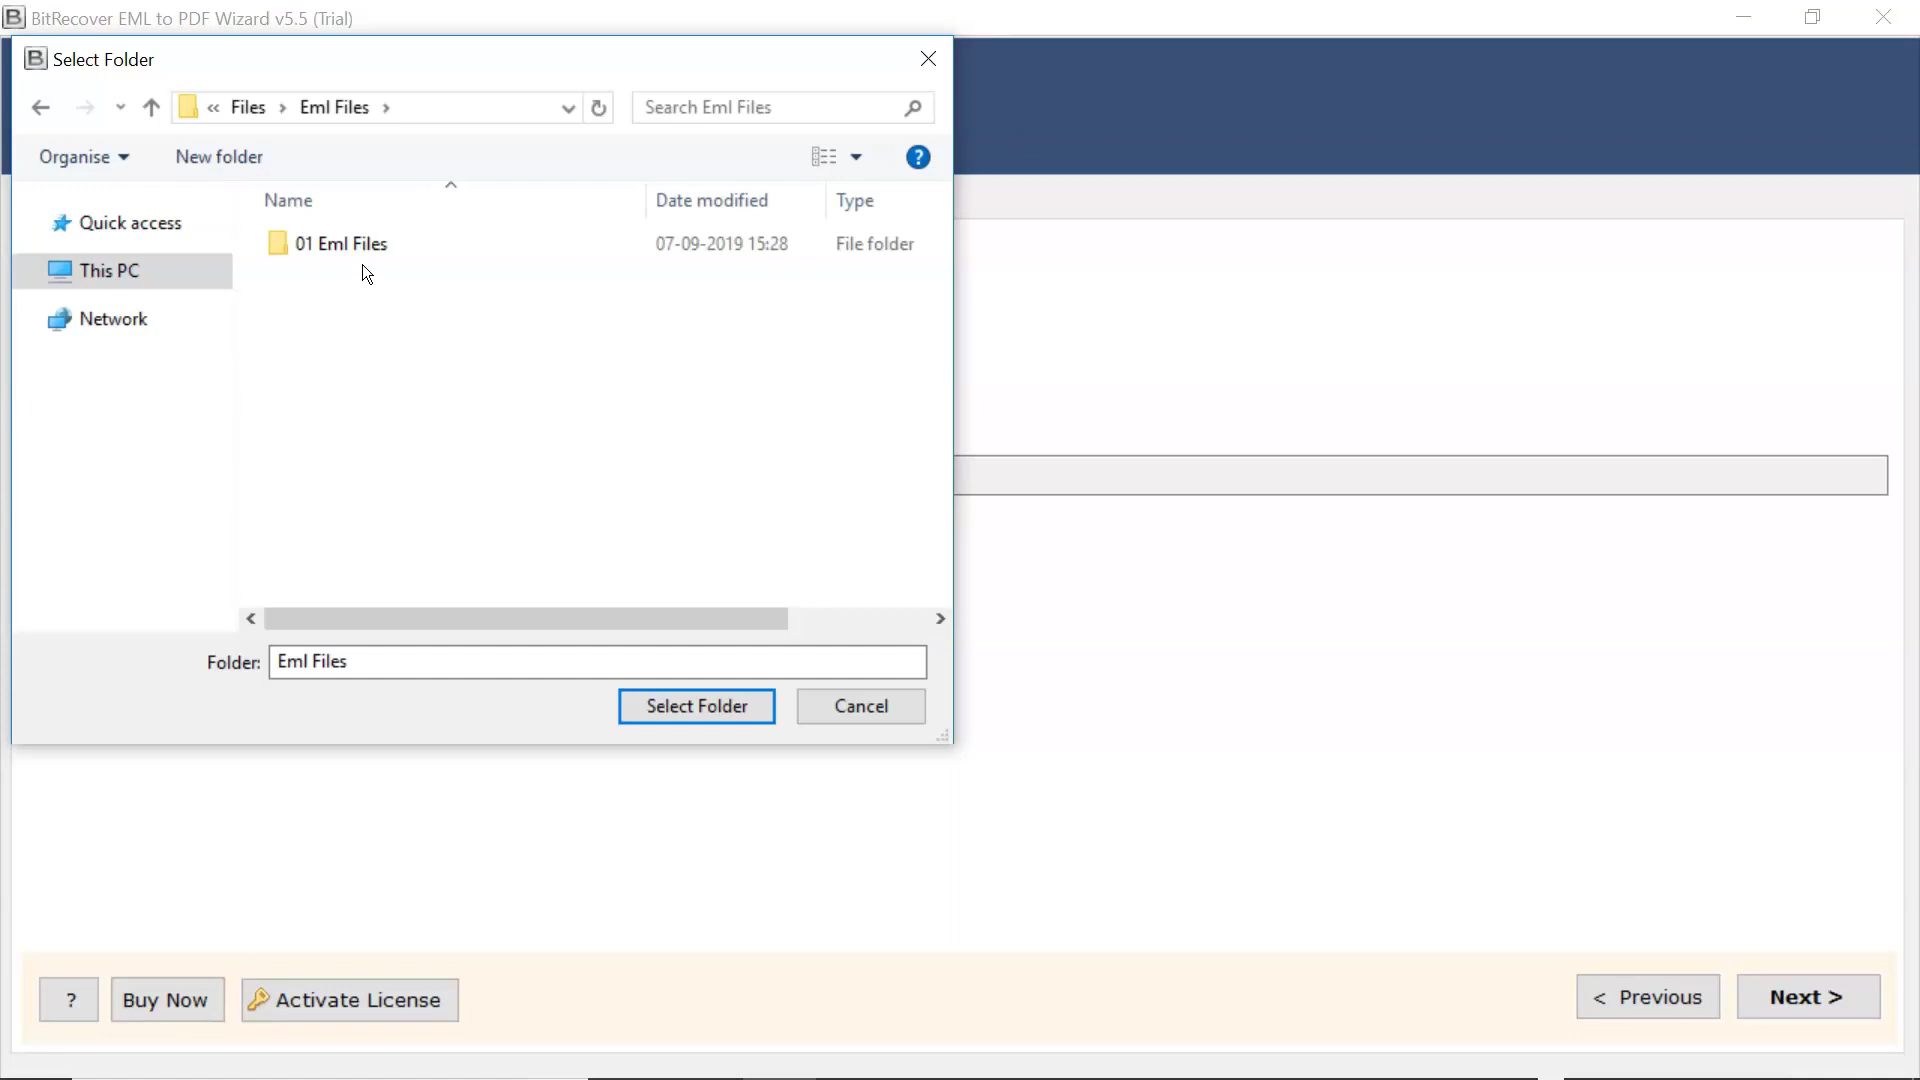 BitRecover EML to PDF Wizard v5.5 (Trial)
Select Folder
« Files > Eml Files >
Search Eml Files
Organise
New folder
?
Name
Date modified
Type
Quick access
01 Eml Files
07-09-2019 15:28
File folder
This PC
Network
Folder:
Eml Files
Select Folder
Cancel
?
Buy Now
Activate License
< Previous
Next >